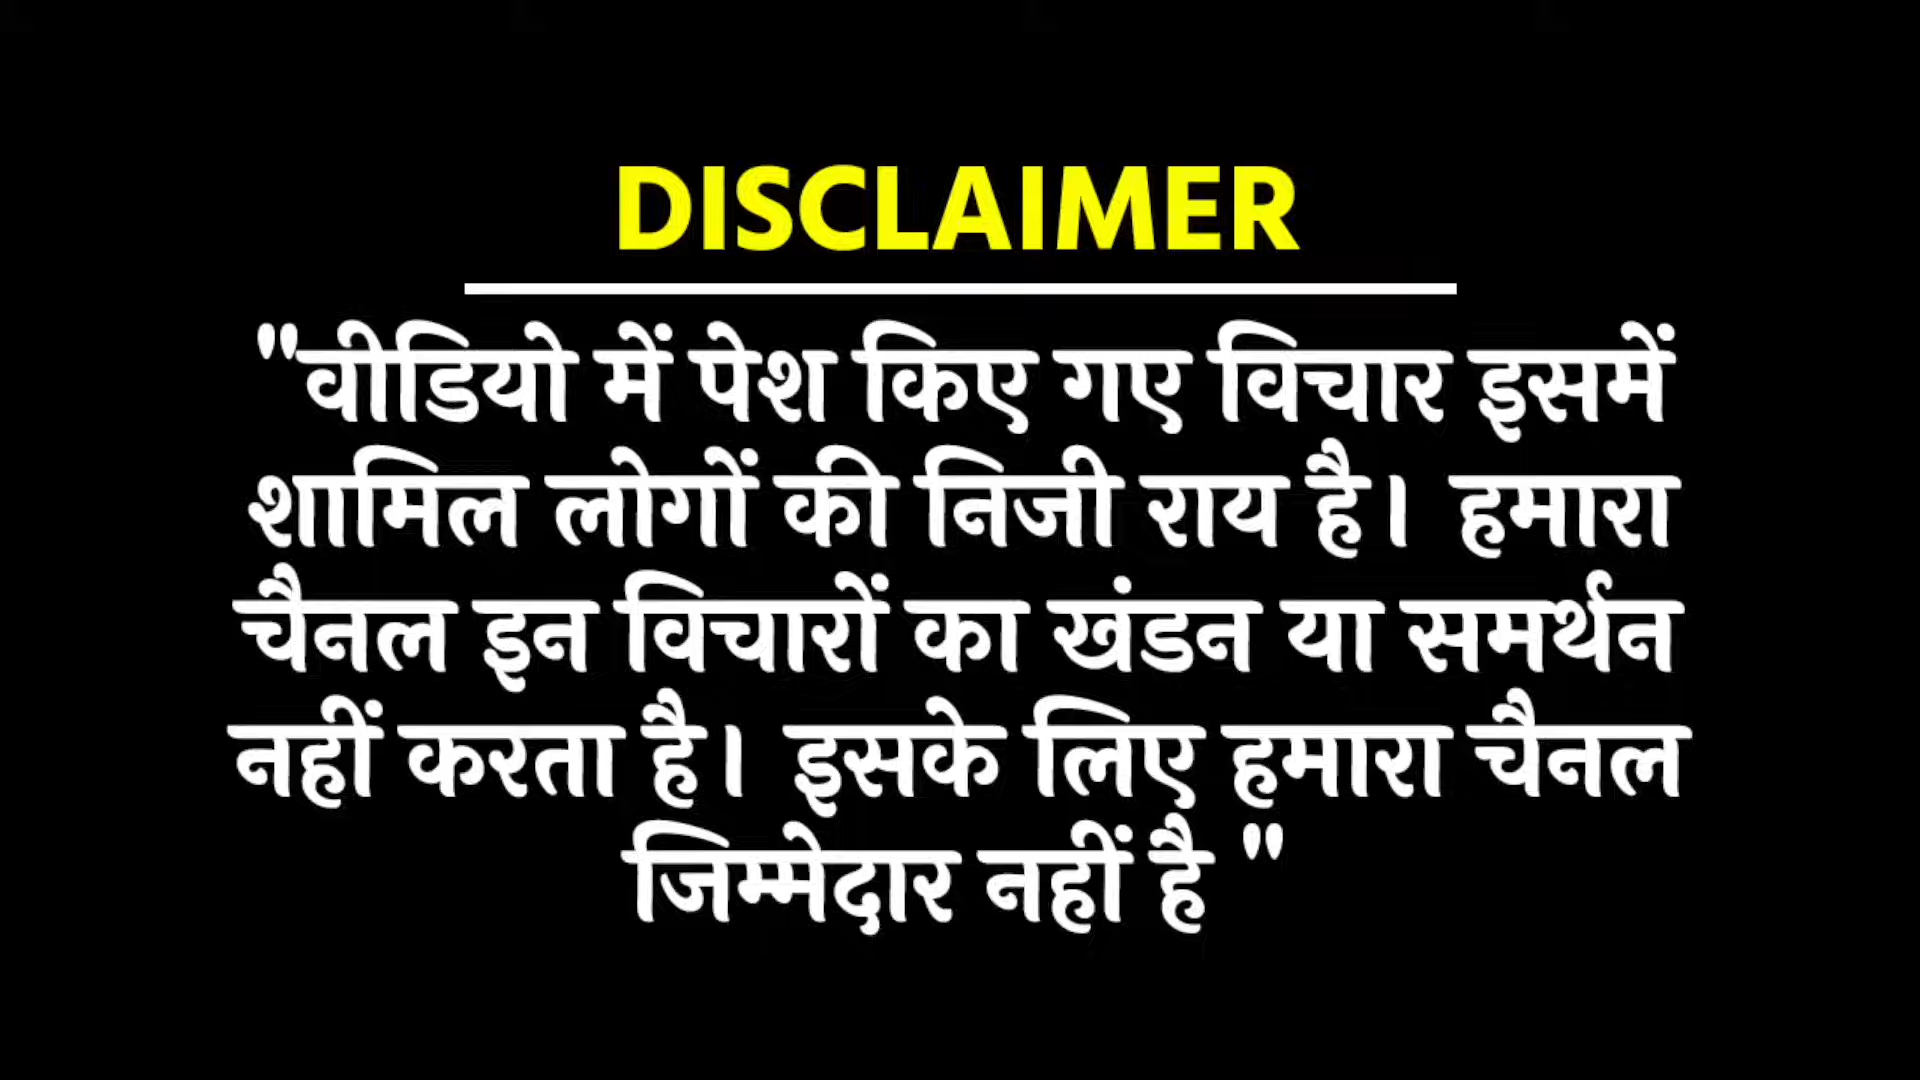 DISCLAIMER
"वीडियो में पेश किए गए विचार इसमें
शामिल लोगों की निजी राय है। हमारा
चैनल इन विचारों का खंडन या समर्थन
नहीं करता है। इसके लिए हमारा चैनल
जिम्मेदार नहीं है "